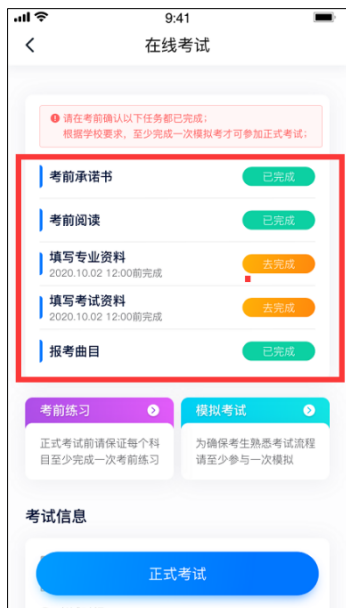 9:41
在线考试
请在考前确认以下任务都已完成：
根据学校要求，至少完成一次模拟考才可参加正式考试；
考前承诺书
已完成
考前阅读
已完成
填写专业资料
去完成
2020.10.02 12:00前完成
填写考试资料
去完成
2020.10.02 12:00前完成
报考曲目
已完成
考前练习
正式考试前请保证每个科
目至少完成一次考前练习
模拟考试
为确保考生熟悉考试流程
请至少参与一次模拟
考试信息
正式考试